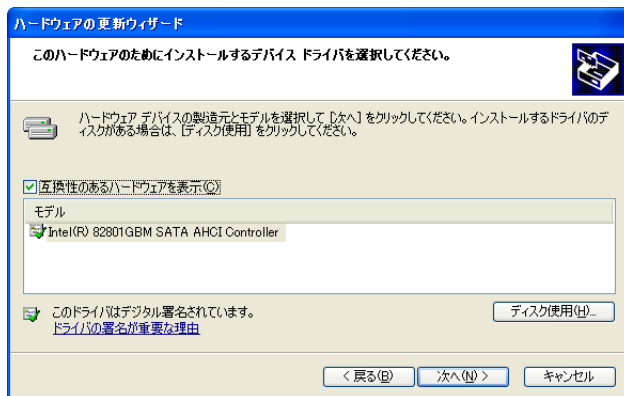 ハードウェアの更新ウィザード
このハードウェアのためにインストールするデバイス ドライバを選択してください。
ハードウェア デバイスの製造元とモデルを選択して [次へ] をクリックしてください。インストールするドライバのデ
ィスクがある場合は、[ディスク使用] をクリックしてください。
互換性のあるハードウェアを表示(C)
モデル
Intel(R) 82801GBM SATA AHCI Controller
このドライバはデジタル署名されています。
ディスク使用(H)...
ドライバの署名が重要な理由
< 戻る(B)
次へ(N) >
キャンセル